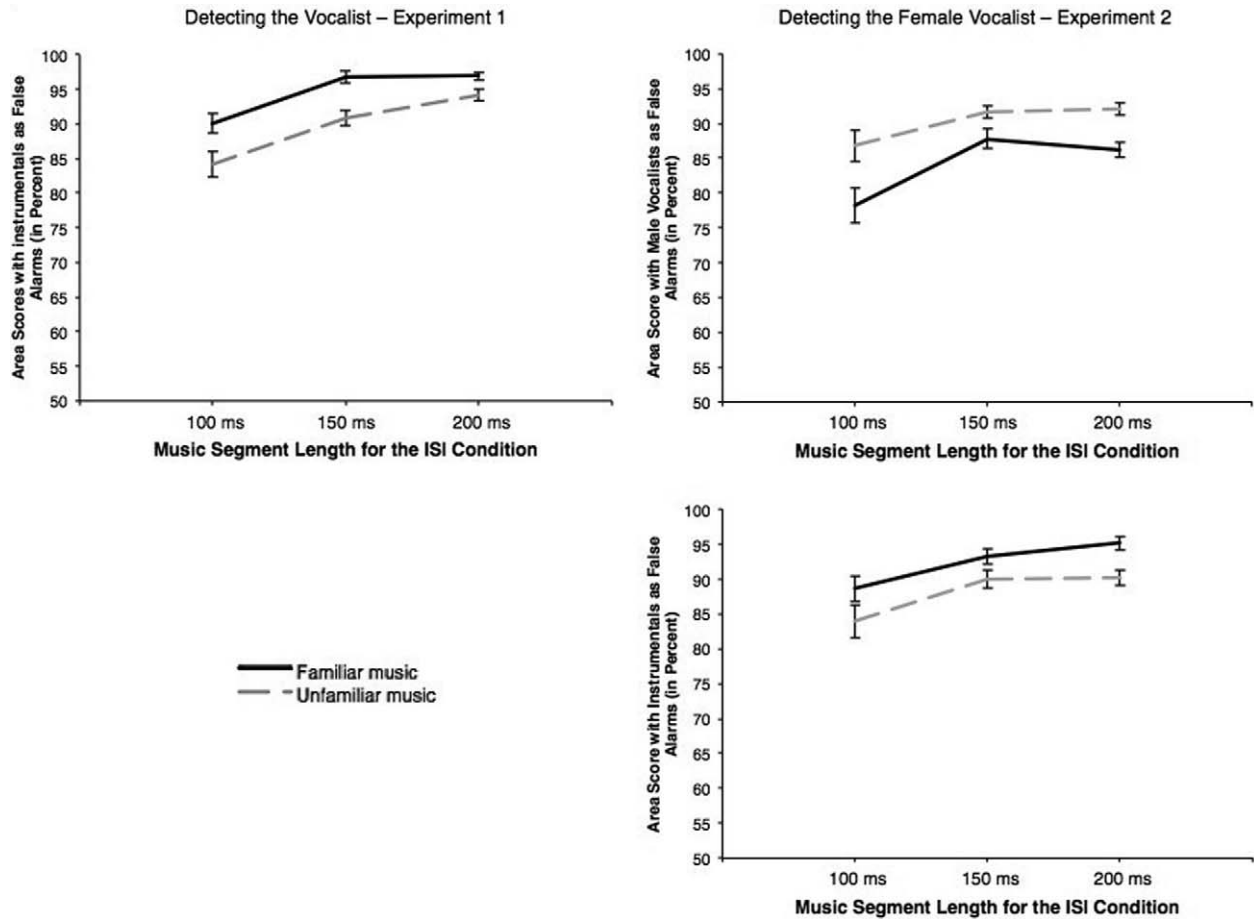 Detecting the Vocalist – Experiment 1
Area Scores with instrumentals as False
Alarms (in Percent)
100
95
90
85
80
75
70
65
60
55
50
100 ms
150 ms
200 ms
Music Segment Length for the ISI Condition
Detecting the Female Vocalist – Experiment 2
Area Score with Male Vocalists as False
Alarms (in Percent)
100
95
90
85
80
75
70
65
60
55
50
100 ms
150 ms
200 ms
Music Segment Length for the ISI Condition
Familiar music
Unfamiliar music
Area Score with Instrumentals as False
Alarms (in Percent)
100
95
90
85
80
75
70
65
60
55
50
100 ms
150 ms
200 ms
Music Segment Length for the ISI Condition